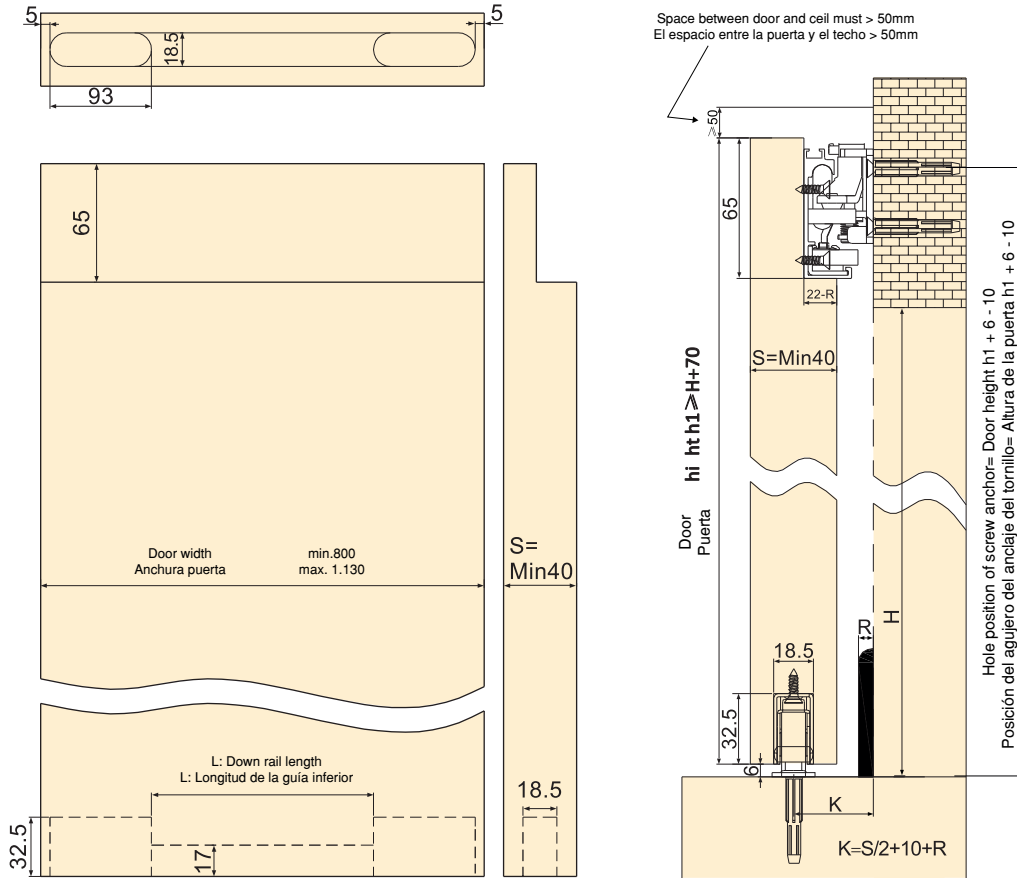 5
5
18.5
93
65
Door width min.800
Anchura puerta max. 1.130
S=
Min40
L: Down rail length
L: Longitud de la guía inferior
32.5
17
18.5
Space between door and ceil must > 50mm
El espacio entre la puerta y el techo > 50mm
≥50
65
22-R
S=Min40
hi ht h1≥H+70
Door
Puerta
R
H
18.5
32.5
6
K
K=S/2+10+R
Hole position of screw anchor= Door height h1 + 6 - 10
Posición del agujero del anclaje del tornillo= Altura de la puerta h1 + 6 - 10